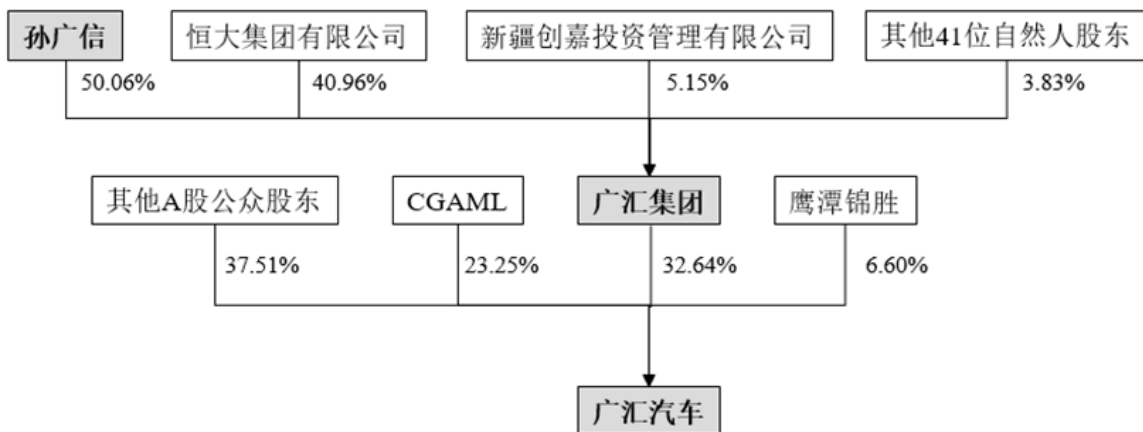 孙广信 恒大集团有限公司 新疆创嘉投资管理有限公司 其他41位自然人股东
50.06% 40.96% 5.15% 3.83%
其他A股公众股东 CGAML 广汇集团 鹰潭锦胜
37.51% 23.25% 32.64% 6.60%
广汇汽车